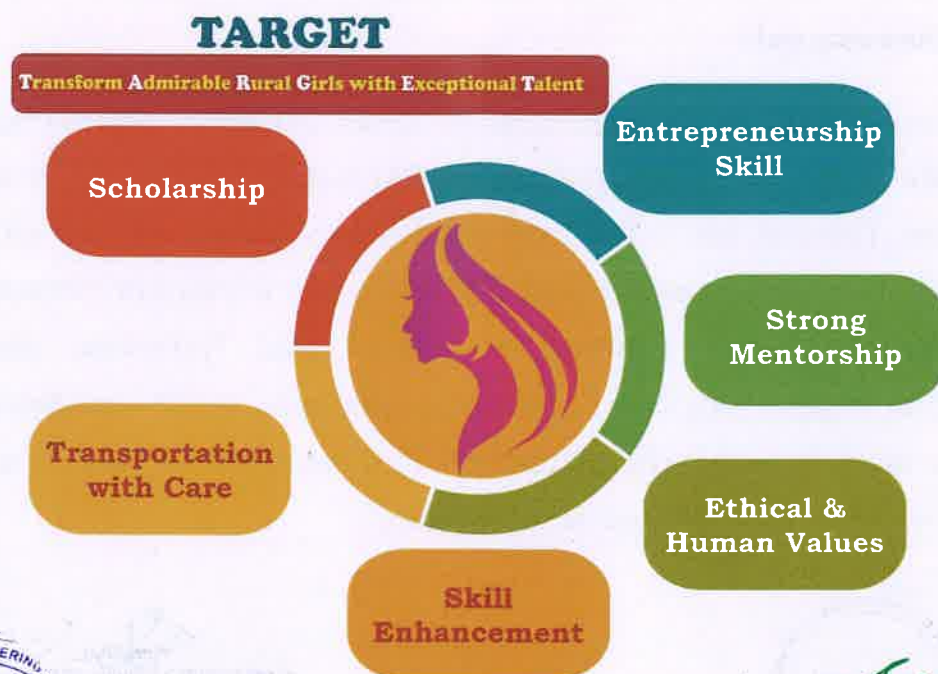 TARGET
Transform Admirable Rural Girls with Exceptional Talent
Entrepreneurship
Skill
Scholarship
Strong
Mentorship
Transportation
with Care
Ethical &
Human Values
Skill
Enhancement